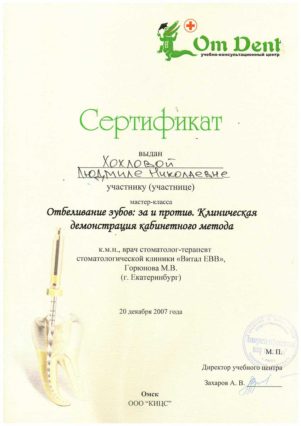 Om Dent
учебно-консультационный центр
Сертификат
выдан
Хохловой
Людмиле Николаевне
участнику (участнице)
мастер-класса
Отбеливание зубов: за и против. Клиническая
демонстрация кабинетного метода
к.м.н., врач стоматолог-терапевт
стоматологической клиники «Витал ЕВВ»,
Горюнова М.В.
(г. Екатеринбург)
20 декабря 2007 года
М. П.
Директор учебного центра
Захаров А. В.
Омск
ООО "КИЦС"